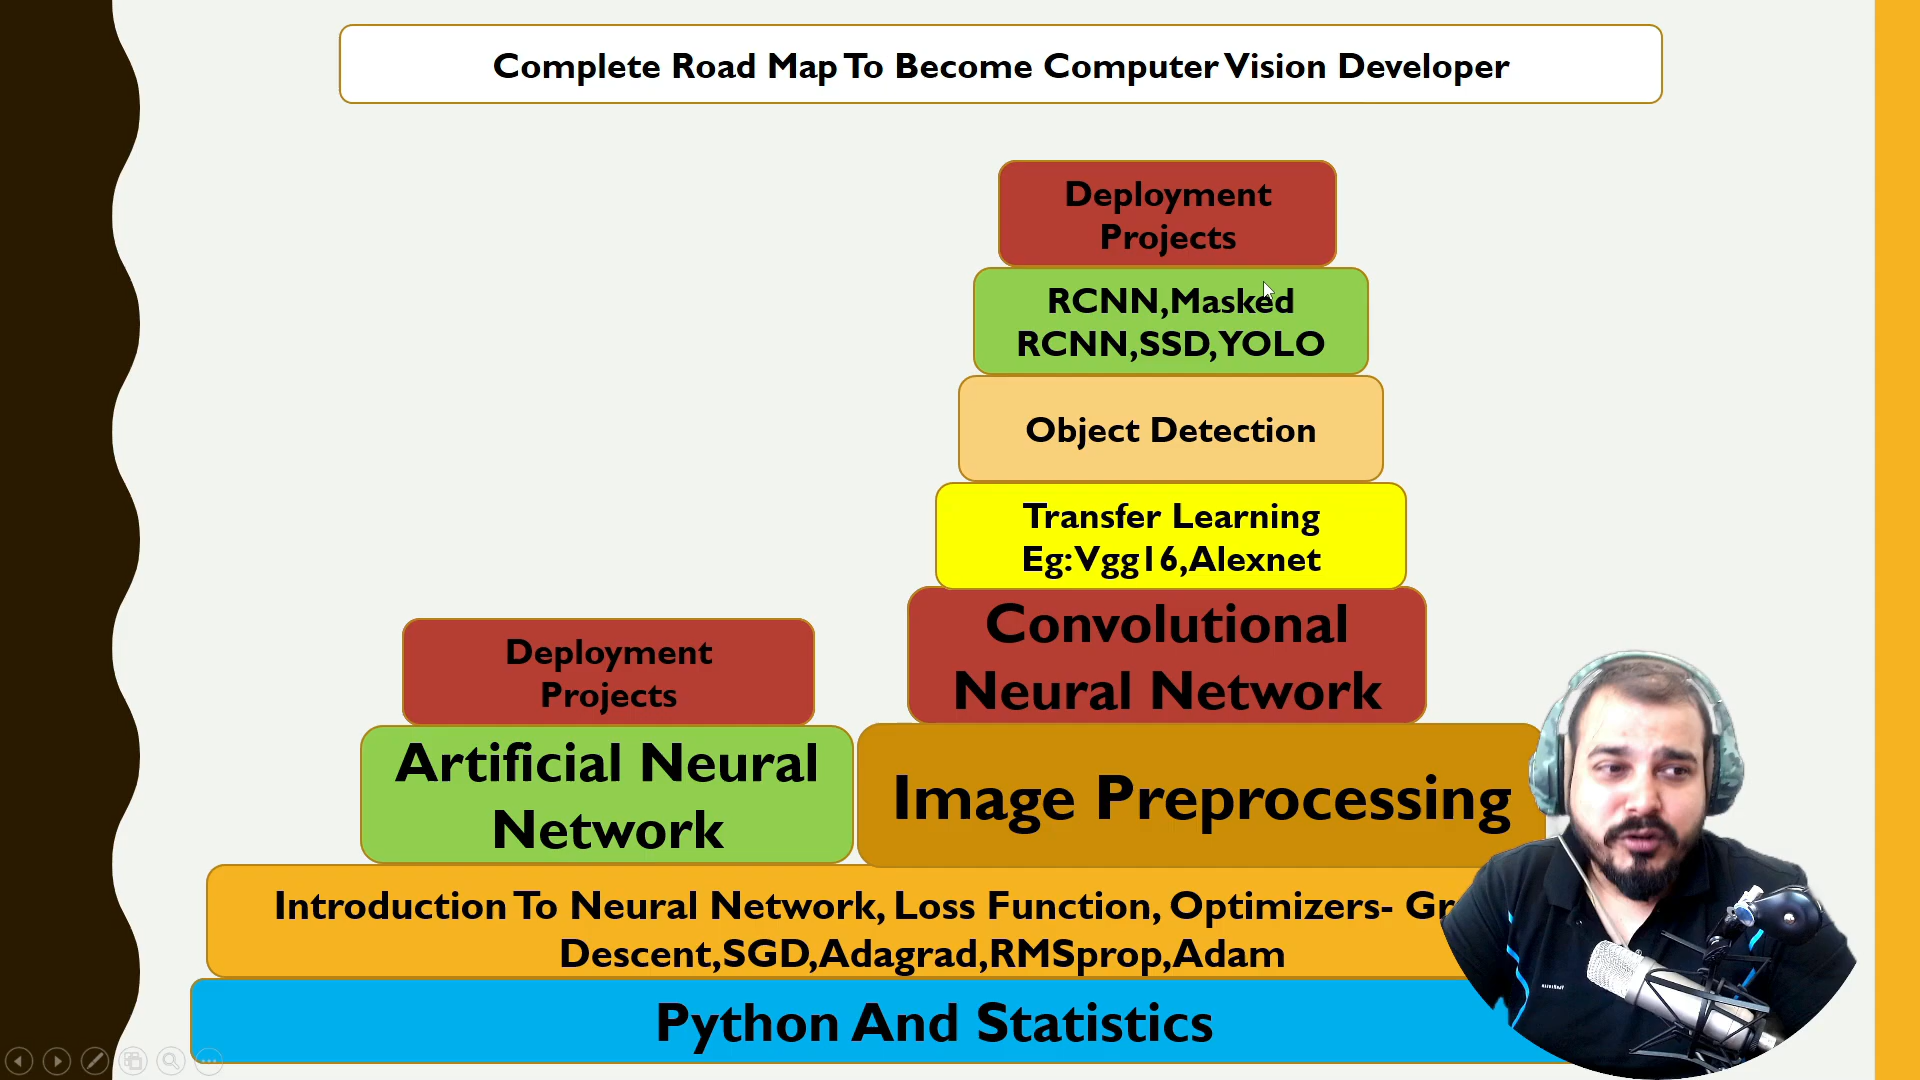 Complete Road Map To Become Computer Vision Developer
Deployment
Projects
RCNN,Masked
RCNN,SSD,YOLO
Object Detection
Transfer Learning
Eg:Vgg16,Alexnet
Convolutional
Neural Network
Deployment
Projects
Artificial Neural
Network
Image Preprocessing
Introduction To Neural Network, Loss Function, Optimizers-
Descent,SGD,Adagrad,RMSprop,Adam
Python And Statistics